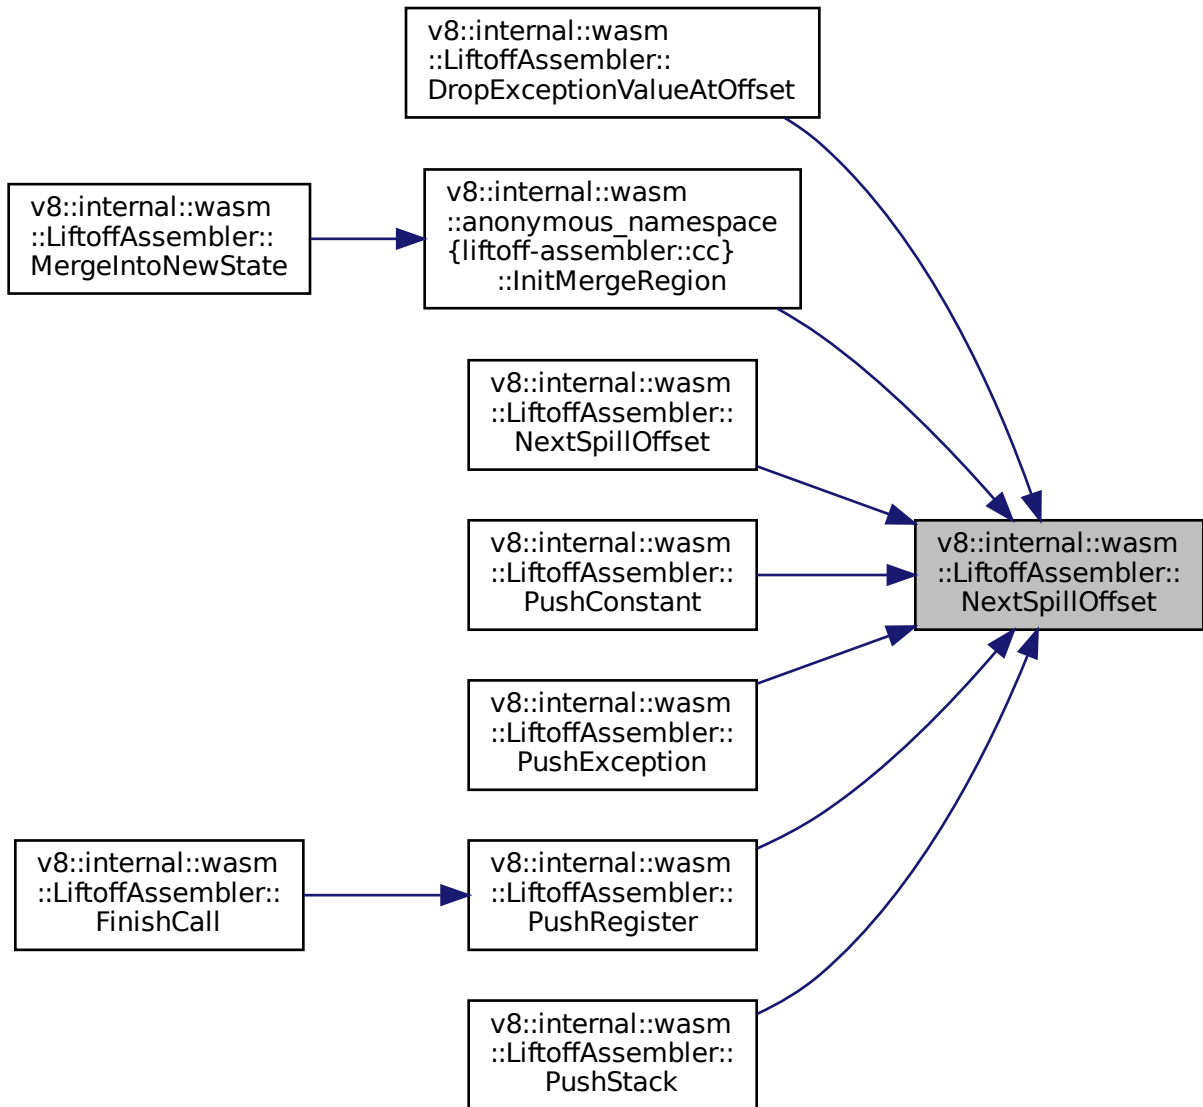 v8::internal::wasm
::LiftoffAssembler::
DropExceptionValueAtOffset
v8::internal::wasm
::anonymous_namespace
{liftoff-assembler::cc}
::InitMergeRegion
v8::internal::wasm
::LiftoffAssembler::
MergeIntoNewState
v8::internal::wasm
::LiftoffAssembler::
NextSpillOffset
v8::internal::wasm
::LiftoffAssembler::
PushConstant
v8::internal::wasm
::LiftoffAssembler::
NextSpillOffset
v8::internal::wasm
::LiftoffAssembler::
PushException
v8::internal::wasm
::LiftoffAssembler::
FinishCall
v8::internal::wasm
::LiftoffAssembler::
PushRegister
v8::internal::wasm
::LiftoffAssembler::
PushStack